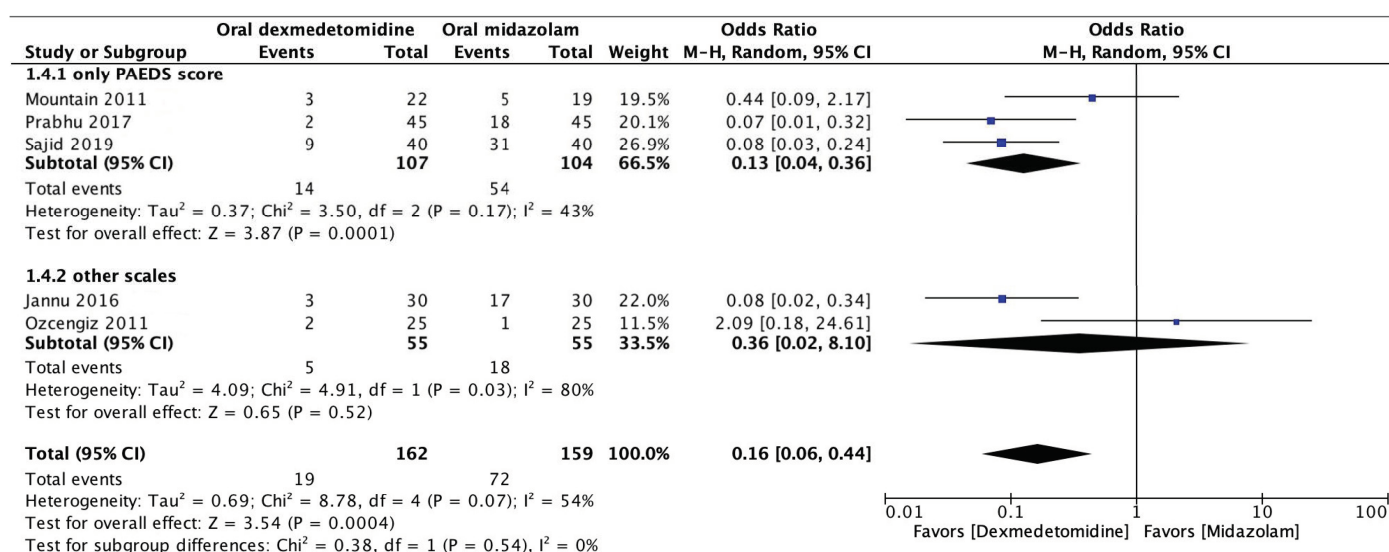 Oral dexmedetomidine Oral midazolam Odds Ratio Odds Ratio
Study or Subgroup Events Total Events Total Weight M-H, Random, 95% CI M-H, Random, 95% CI
1.4.1 only PAEDS score
Mountain 2011 3 22 5 19 19.5% 0.44 [0.09, 2.17]
Prabhu 2017 2 45 18 45 20.1% 0.07 [0.01, 0.32]
Sajid 2019 9 40 31 40 26.9% 0.08 [0.03, 0.24]
Subtotal (95% CI) 107 104 66.5% 0.13 [0.04, 0.36]
Total events 14 54
Heterogeneity: Tau² = 0.37; Chi² = 3.50, df = 2 (P = 0.17); I² = 43%
Test for overall effect: Z = 3.87 (P = 0.0001)
1.4.2 other scales
Jannu 2016 3 30 17 30 22.0% 0.08 [0.02, 0.34]
Ozcengiz 2011 2 25 1 25 11.5% 2.09 [0.18, 24.61]
Subtotal (95% CI) 55 55 33.5% 0.36 [0.02, 8.10]
Total events 5 18
Heterogeneity: Tau² = 4.09; Chi² = 4.91, df = 1 (P = 0.03); I² = 80%
Test for overall effect: Z = 0.65 (P = 0.52)
Total (95% CI) 162 159 100.0% 0.16 [0.06, 0.44]
Total events 19 72
Heterogeneity: Tau² = 0.69; Chi² = 8.78, df = 4 (P = 0.07); I² = 54%
Test for overall effect: Z = 3.54 (P = 0.0004)
Test for subgroup differences: Chi² = 0.38, df = 1 (P = 0.54), I² = 0%
0.01 0.1 1 10 100
Favors [Dexmedetomidine] Favors [Midazolam]